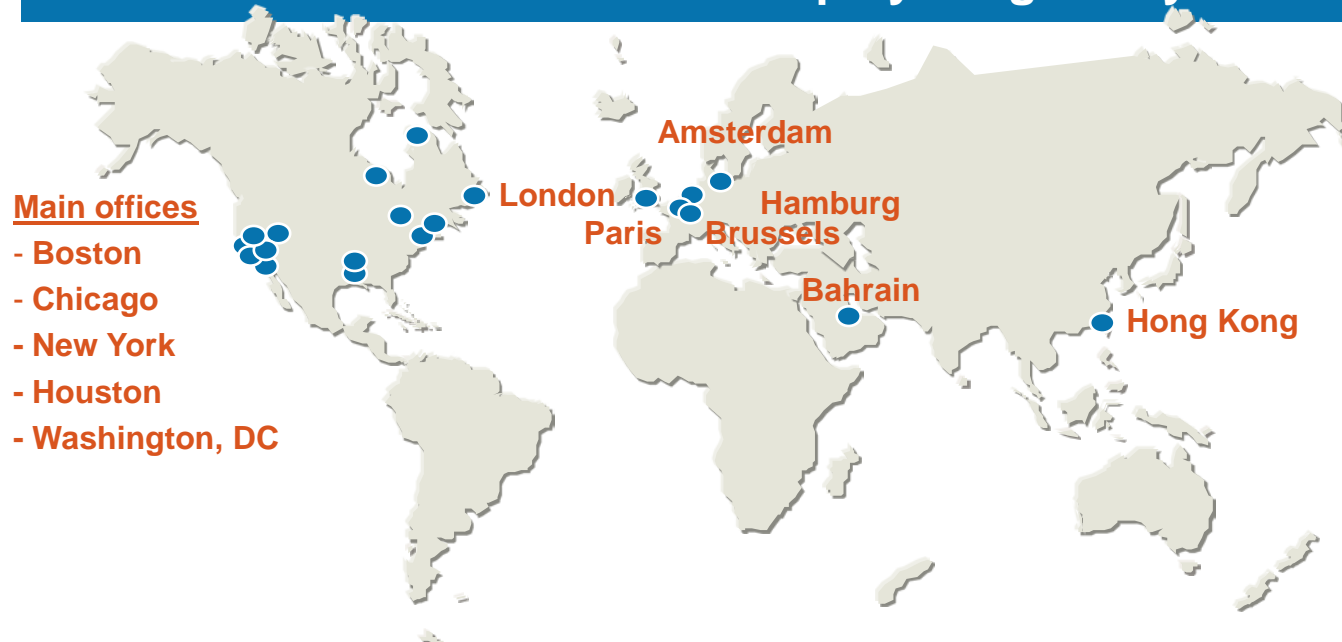 Main offices
- Boston
- Chicago
- New York
- Houston
- Washington, DC
Amsterdam
London
Hamburg
Paris Brussels
Bahrain
Hong Kong